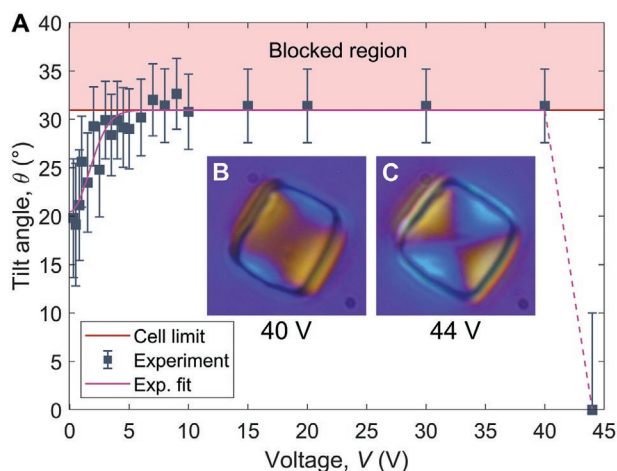 A
Blocked region
Tilt angle, θ (°)
40
35
30
25
20
15
10
5
0
B
C
40 V
44 V
Cell limit
Experiment
Exp. fit
0 5 10 15 20 25 30 35 40 45
Voltage, V (V)